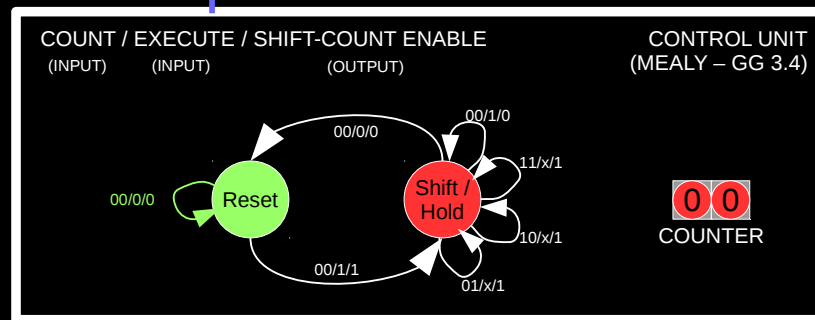 COUNT / EXECUTE / SHIFT-COUNT ENABLE
(INPUT) (INPUT) (OUTPUT)
CONTROL UNIT
(MEALY – GG 3.4)
00/1/0
00/0/0
11/x/1
00/0/0
Reset
Shift /
Hold
0 0
10/x/1
COUNTER
00/1/1
01/x/1